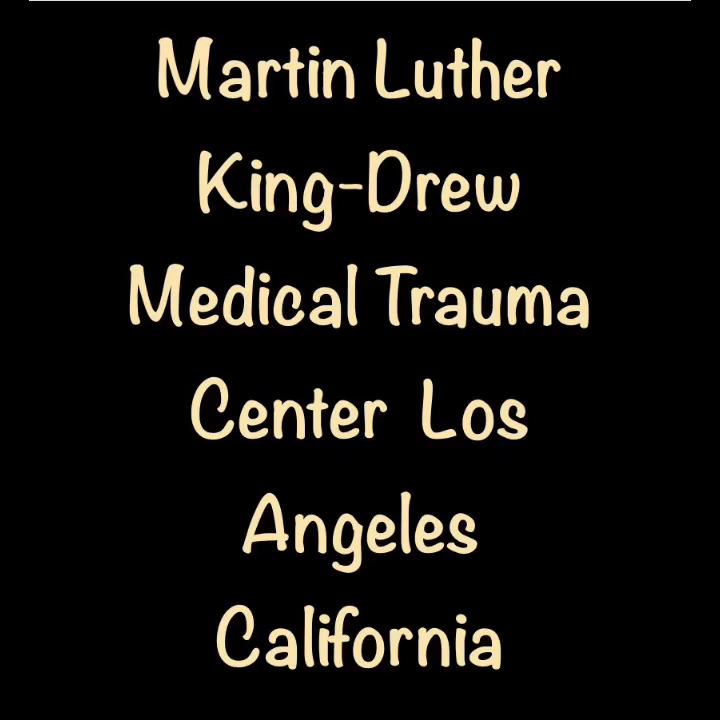 Martin Luther
King-Drew
Medical Trauma
Center Los
Angeles
California